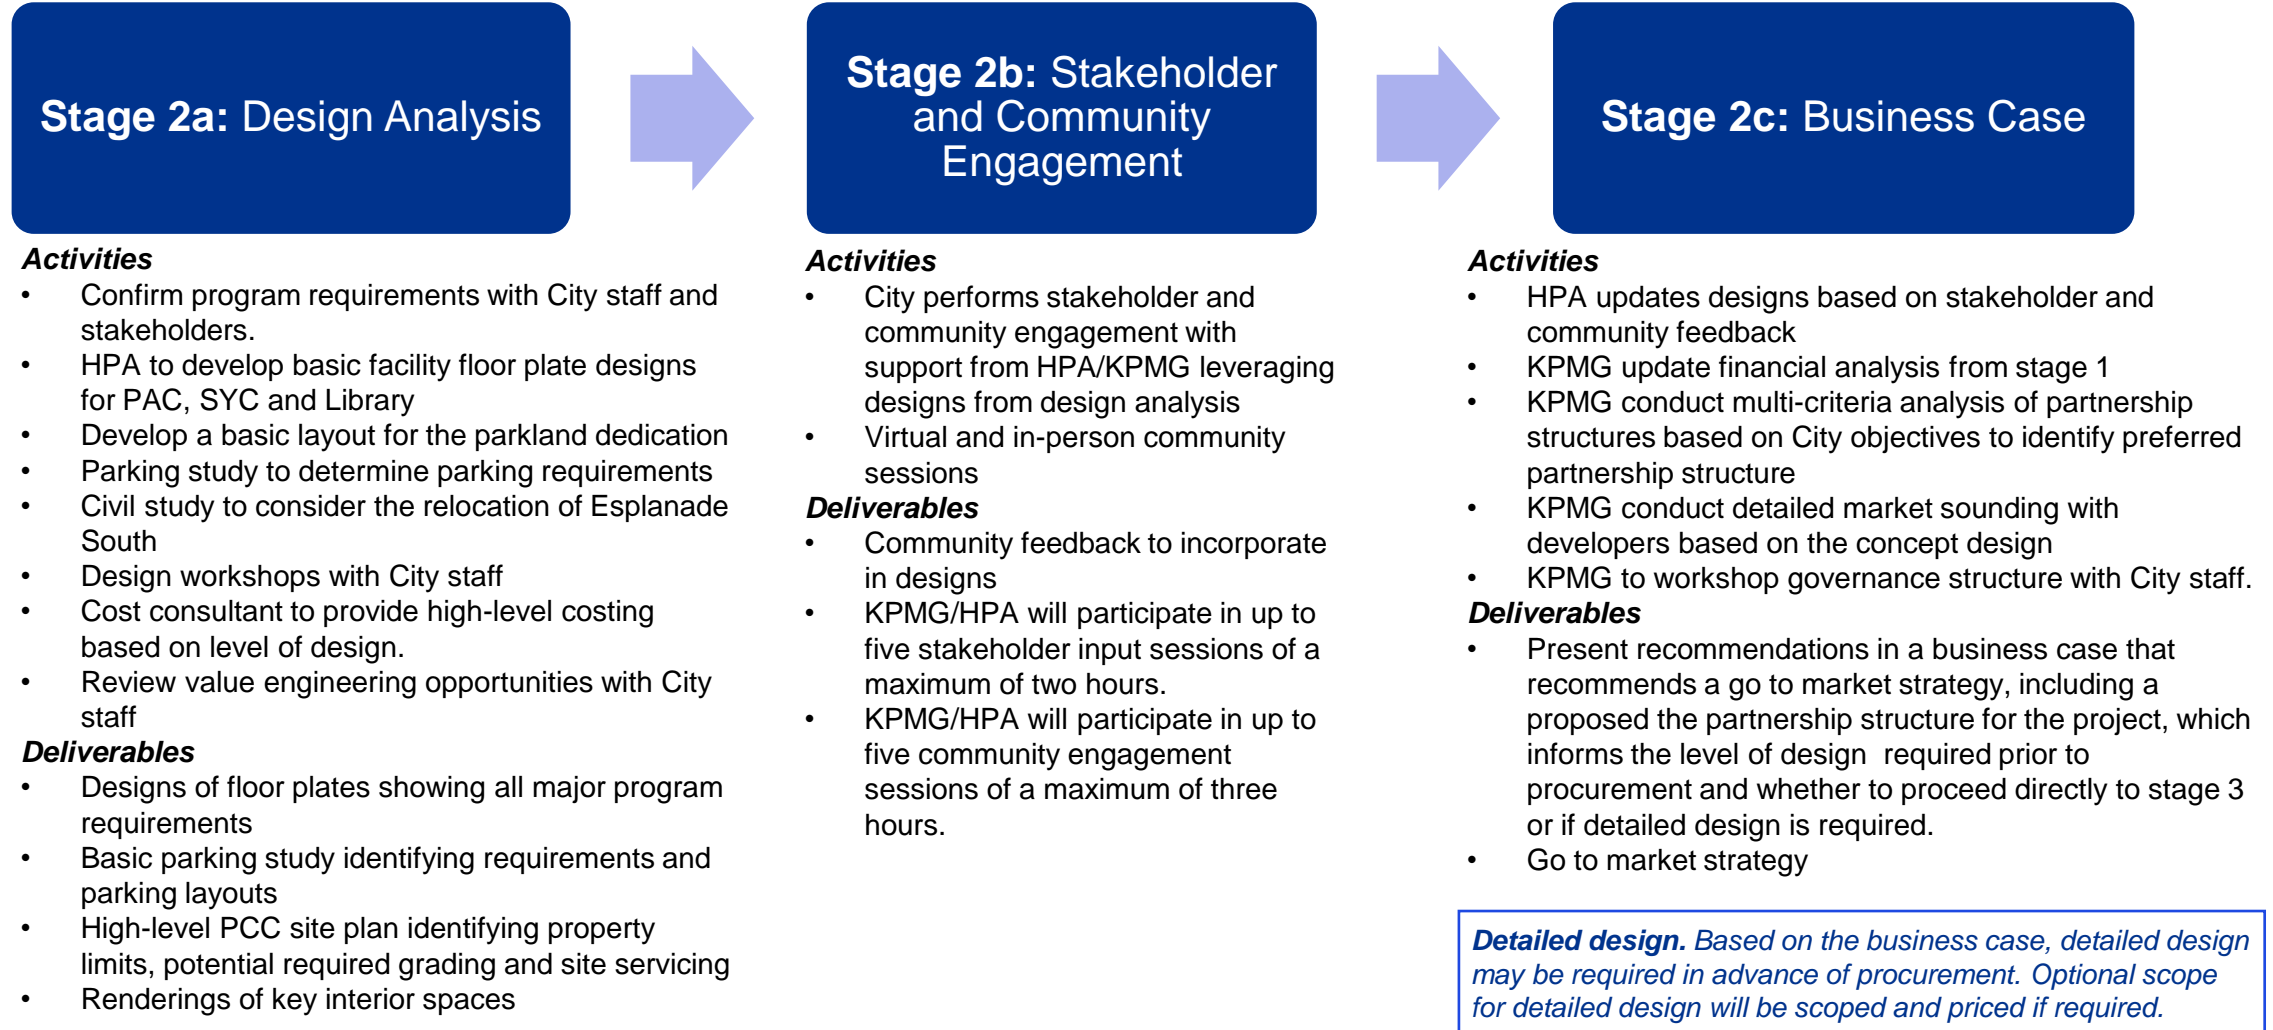 Stage 2a: Design Analysis
Activities
• Confirm program requirements with City staff and
stakeholders.
• HPA to develop basic facility floor plate designs
for PAC, SYC and Library
• Develop a basic layout for the parkland dedication
• Parking study to determine parking requirements
• Civil study to consider the relocation of Esplanade
South
• Design workshops with City staff
• Cost consultant to provide high-level costing
based on level of design.
• Review value engineering opportunities with City
staff
Deliverables
• Designs of floor plates showing all major program
requirements
• Basic parking study identifying requirements and
parking layouts
• High-level PCC site plan identifying property
limits, potential required grading and site servicing
• Renderings of key interior spaces
Stage 2b: Stakeholder
and Community
Engagement
Activities
• City performs stakeholder and
community engagement with
support from HPA/KPMG leveraging
designs from design analysis
• Virtual and in-person community
sessions
Deliverables
• Community feedback to incorporate
in designs
• KPMG/HPA will participate in up to
five stakeholder input sessions of a
maximum of two hours.
• KPMG/HPA will participate in up to
five community engagement
sessions of a maximum of three
hours.
Stage 2c: Business Case
Activities
• HPA updates designs based on stakeholder and
community feedback
• KPMG update financial analysis from stage 1
• KPMG conduct multi-criteria analysis of partnership
structures based on City objectives to identify preferred
partnership structure
• KPMG conduct detailed market sounding with
developers based on the concept design
• KPMG to workshop governance structure with City staff.
Deliverables
• Present recommendations in a business case that
recommends a go to market strategy, including a
proposed the partnership structure for the project, which
informs the level of design required prior to
procurement and whether to proceed directly to stage 3
or if detailed design is required.
• Go to market strategy
Detailed design. Based on the business case, detailed design
may be required in advance of procurement. Optional scope
for detailed design will be scoped and priced if required.